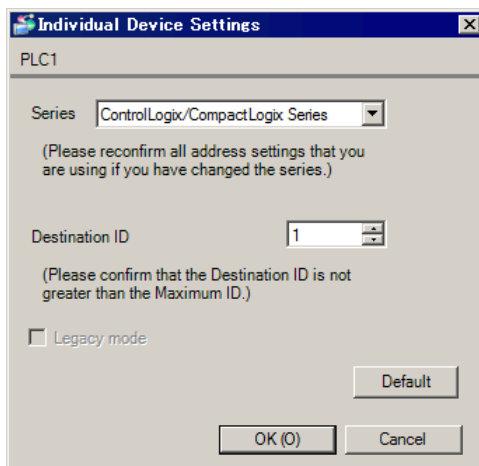 Individual Device Settings
PLC1
Series ControlLogix/CompactLogix Series
(Please reconfirm all address settings that you
are using if you have changed the series.)
Destination ID 1
(Please confirm that the Destination ID is not
greater than the Maximum ID.)
Legacy mode
Default
OK (O) Cancel